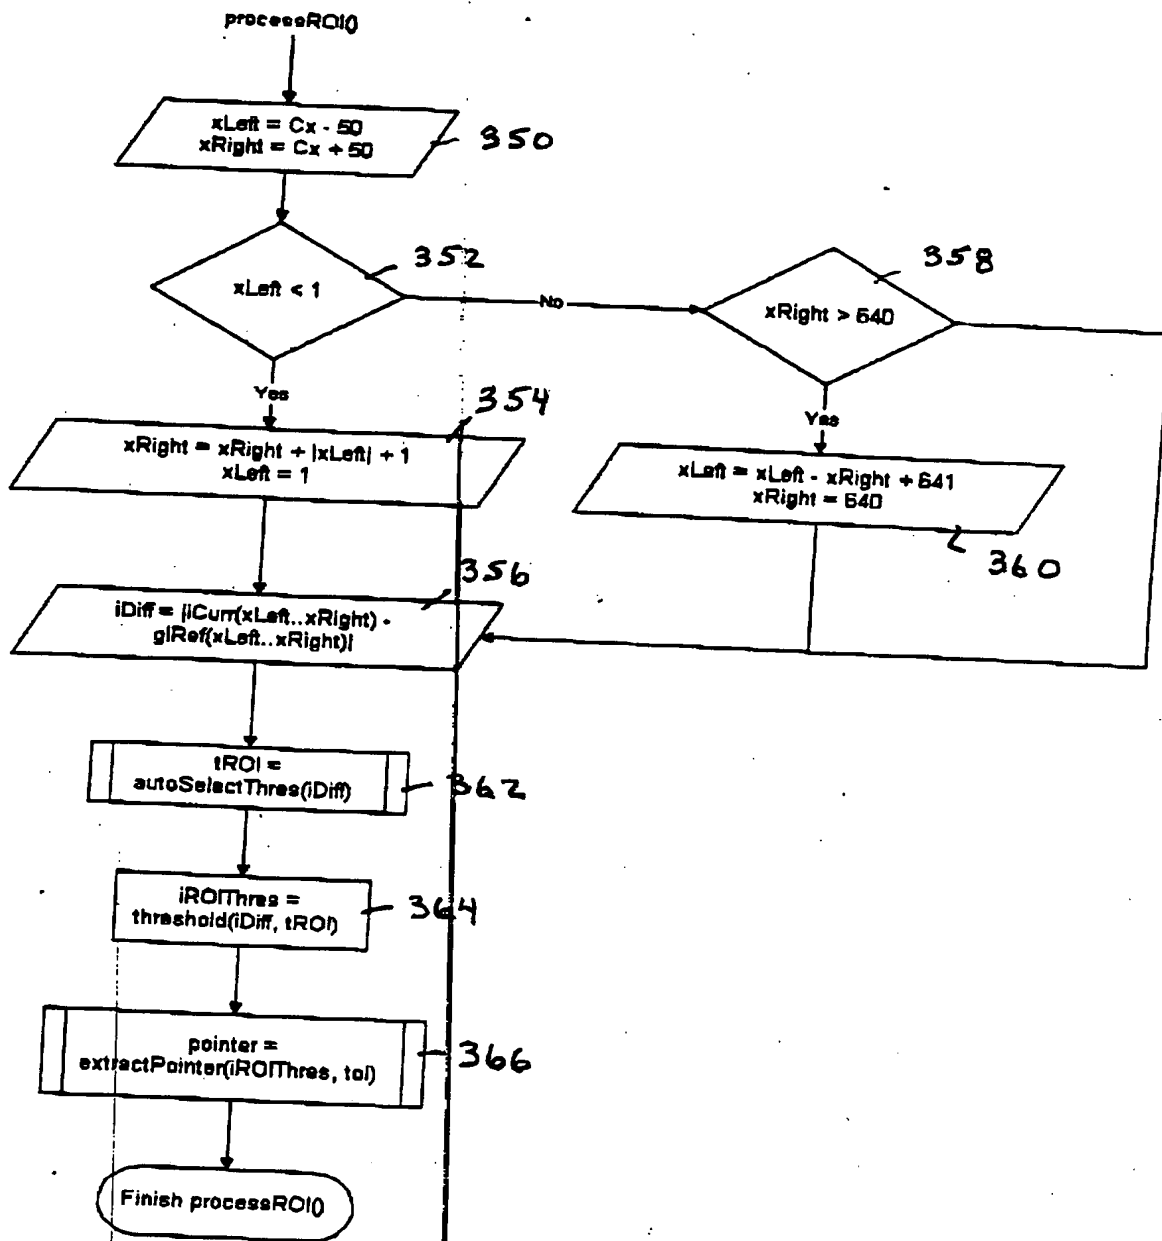 processROI()
xLeft = Cx - 50
xRight = Cx + 50
350
352
xLeft < 1
No
358
xRight > 640
Yes
354
xRight = xRight + |xLeft| + 1
xLeft = 1
Yes
xLeft = xLeft - xRight + 641
xRight = 640
360
356
iDiff = |iCurr(xLeft..xRight) -
gIRef(xLeft..xRight)|
tROI =
autoSelectThres(iDiff)
362
iROIThres =
threshold(iDiff, tROI)
364
pointer =
extractPointer(iROIThres, tol)
366
Finish processROI()